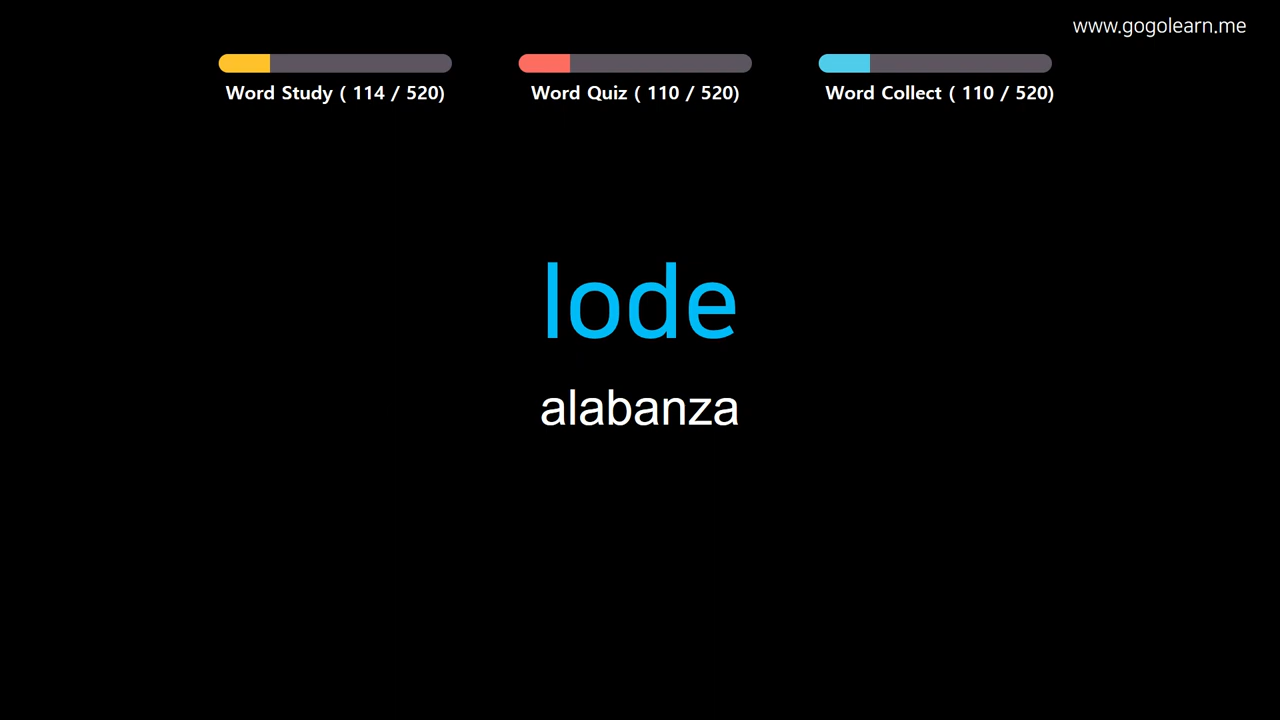 www.gogolearn.me
Word Study ( 114 / 520)
Word Quiz ( 110 / 520)
Word Collect ( 110 / 520)
lode
alabanza